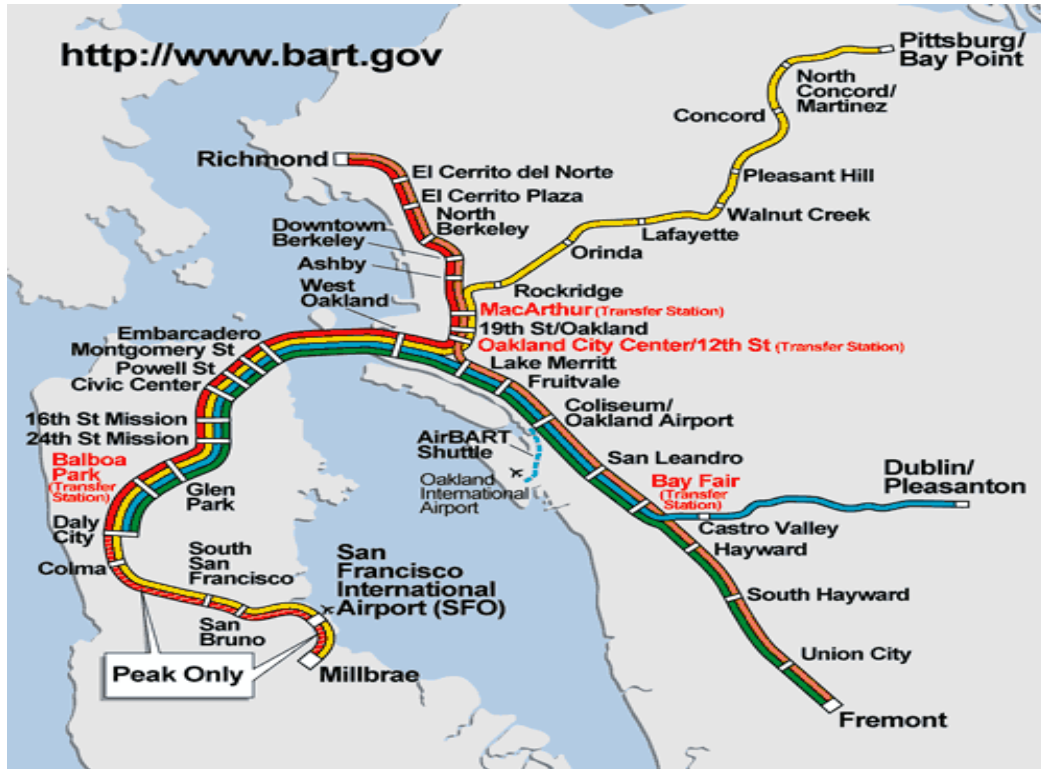 http://www.bart.gov
Pittsburg/
Bay Point
North
Concord/
Martinez
Concord
Richmond
El Cerrito del Norte
Pleasant Hill
El Cerrito Plaza
North
Berkeley
Walnut Creek
Downtown
Berkeley
Lafayette
Orinda
Ashby
West
Oakland
Rockridge
MacArthur (Transfer Station)
19th St/Oakland
Oakland City Center/12th St (Transfer Station)
Embarcadero
Montgomery St
Powell St
Civic Center
Lake Merritt
Fruitvale
Coliseum/
Oakland Airport
16th St Mission
24th St Mission
AirBART
Shuttle
San Leandro
Balboa
Park
(Transfer
Station)
Glen
Park
Oakland
International
Airport
Bay Fair
(Transfer
Station)
Dublin/
Pleasanton
Castro Valley
Daly
City
Hayward
Colma
South
San
Francisco
San
Francisco
International
Airport (SFO)
South Hayward
San
Bruno
Union City
Peak Only
Millbrae
Fremont